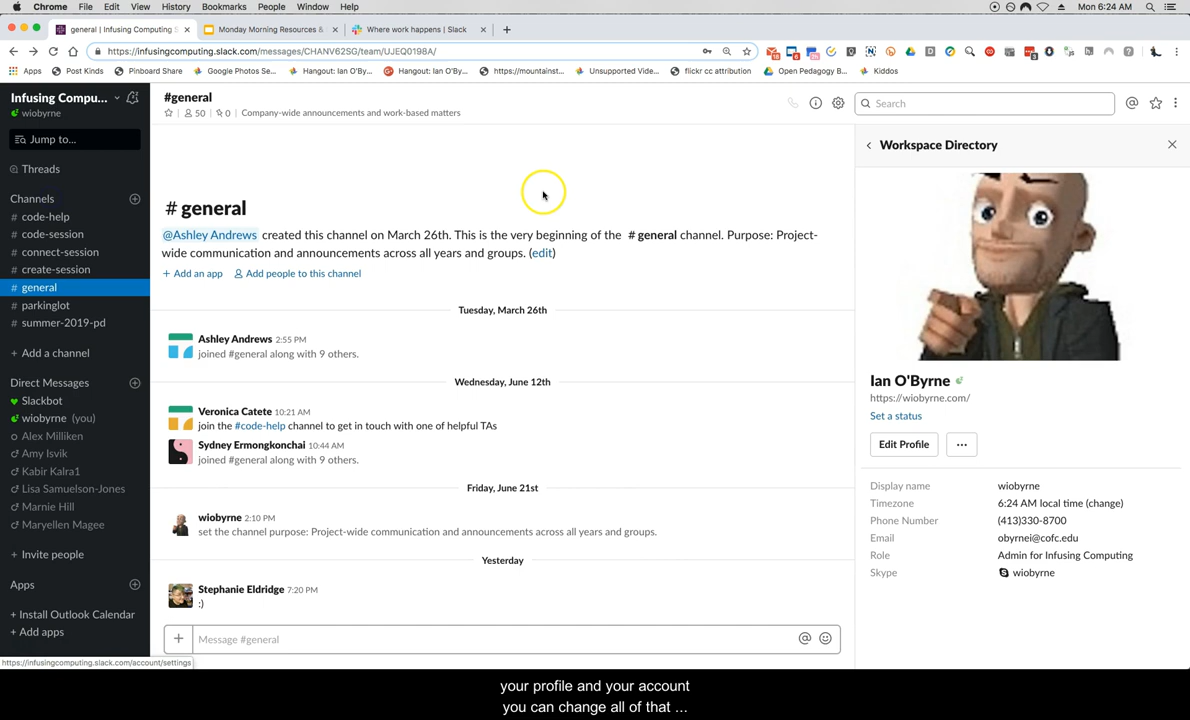 Chrome File Edit View History Bookmarks People Window Help Mon 6:24 AM
general | Infusing Computing S Monday Morning Resources & Where work happens | Slack
https://infusingcomputing.slack.com/messages/CHANV62SG/team/UJEQ0198A/
Apps Post Kinds Pinboard Share Google Photos Se... Hangout: Ian O'By... Hangout: Ian O'By... https://mountainst... Unsupported Vide... flickr cc attribution Open Pedagogy B... Kiddos
Infusing Compu...
wiobyrne
Jump to...
Threads
Channels
# code-help
# code-session
# connect-session
# create-session
# general
# parkinglot
# summer-2019-pd
+ Add a channel
Direct Messages
Slackbot
wiobyrne (you)
Alex Milliken
Amy Isvik
Kabir Kalra1
Lisa Samuelson-Jones
Marnie Hill
Maryellen Magee
+ Invite people
Apps
+ Install Outlook Calendar
+ Add apps
https://infusingcomputing.slack.com/account/settings
#general
50 | 0 | Company-wide announcements and work-based matters
Search
# general
@Ashley Andrews created this channel on March 26th. This is the very beginning of the # general channel. Purpose: Project-
wide communication and announcements across all years and groups. (edit)
+ Add an app Add people to this channel
Tuesday, March 26th
Ashley Andrews 2:55 PM
joined #general along with 9 others.
Wednesday, June 12th
Veronica Catete 10:21 AM
join the #code-help channel to get in touch with one of helpful TAs
Sydney Ermongkonchai 10:44 AM
joined #general along with 9 others.
Friday, June 21st
wiobyrne 2:10 PM
set the channel purpose: Project-wide communication and announcements across all years and groups.
Yesterday
Stephanie Eldridge 7:20 PM
:)
+ Message #general
Workspace Directory
Ian O'Byrne
https://wiobyrne.com/
Set a status
Edit Profile ...
Display name wiobyrne
Timezone 6:24 AM local time (change)
Phone Number (413)330-8700
Email obyrnei@cofc.edu
Role Admin for Infusing Computing
Skype wiobyrne
your profile and your account
you can change all of that ...